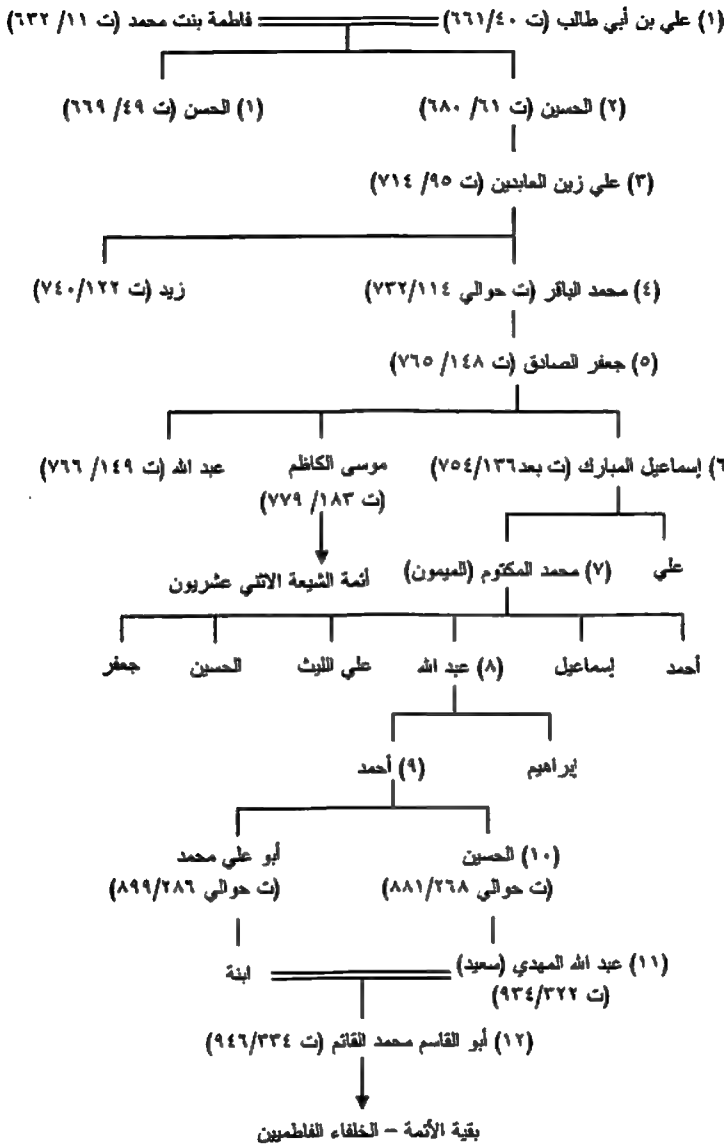 (١) علي بن أبي طالب (ت ٤٠/٦٦١) فاطمة بنت محمد (ت ١١/ ٦٣٢)
(٢) الحسين (ت ٦١/ ٦٨٠) (١) الحسن (ت ٤٩/ ٦٦٩)
(٣) علي زين العابدين (ت ٩٥/ ٧١٤)
(٤) محمد الباقر (ت حوالي ١١٤/٧٣٢) زيد (ت ١٢٢/٧٤٠)
(٥) جعفر الصادق (ت ١٤٨/ ٧٦٥)
٦) إسماعيل المبارك (ت بعد١٣٦/٧٥٤) موسى الكاظم عبد الله (ت ١٤٩/ ٧٦٦)
(ت ١٨٣/ ٧٧٩)
علي (٧) محمد المكتوم (الميمون) أئمة الشيعة الاثني عشريون
أحمد إسماعيل (٨) عبد الله علي الليث الحسين جعفر
إبراهيم (٩) أحمد
(١٠) الحسين أبو علي محمد
(ت حوالي ٢٦٨/٨٨١) (ت حوالي ٢٨٦/٨٩٩)
(١١) عبد الله المهدي (سعيد) ابنة
(ت ٣٢٢/٩٣٤)
(١٢) أبو القاسم محمد القائم (ت ٣٣٤/٩٤٦)
بقية الأئمة – الخلفاء الفاطميين